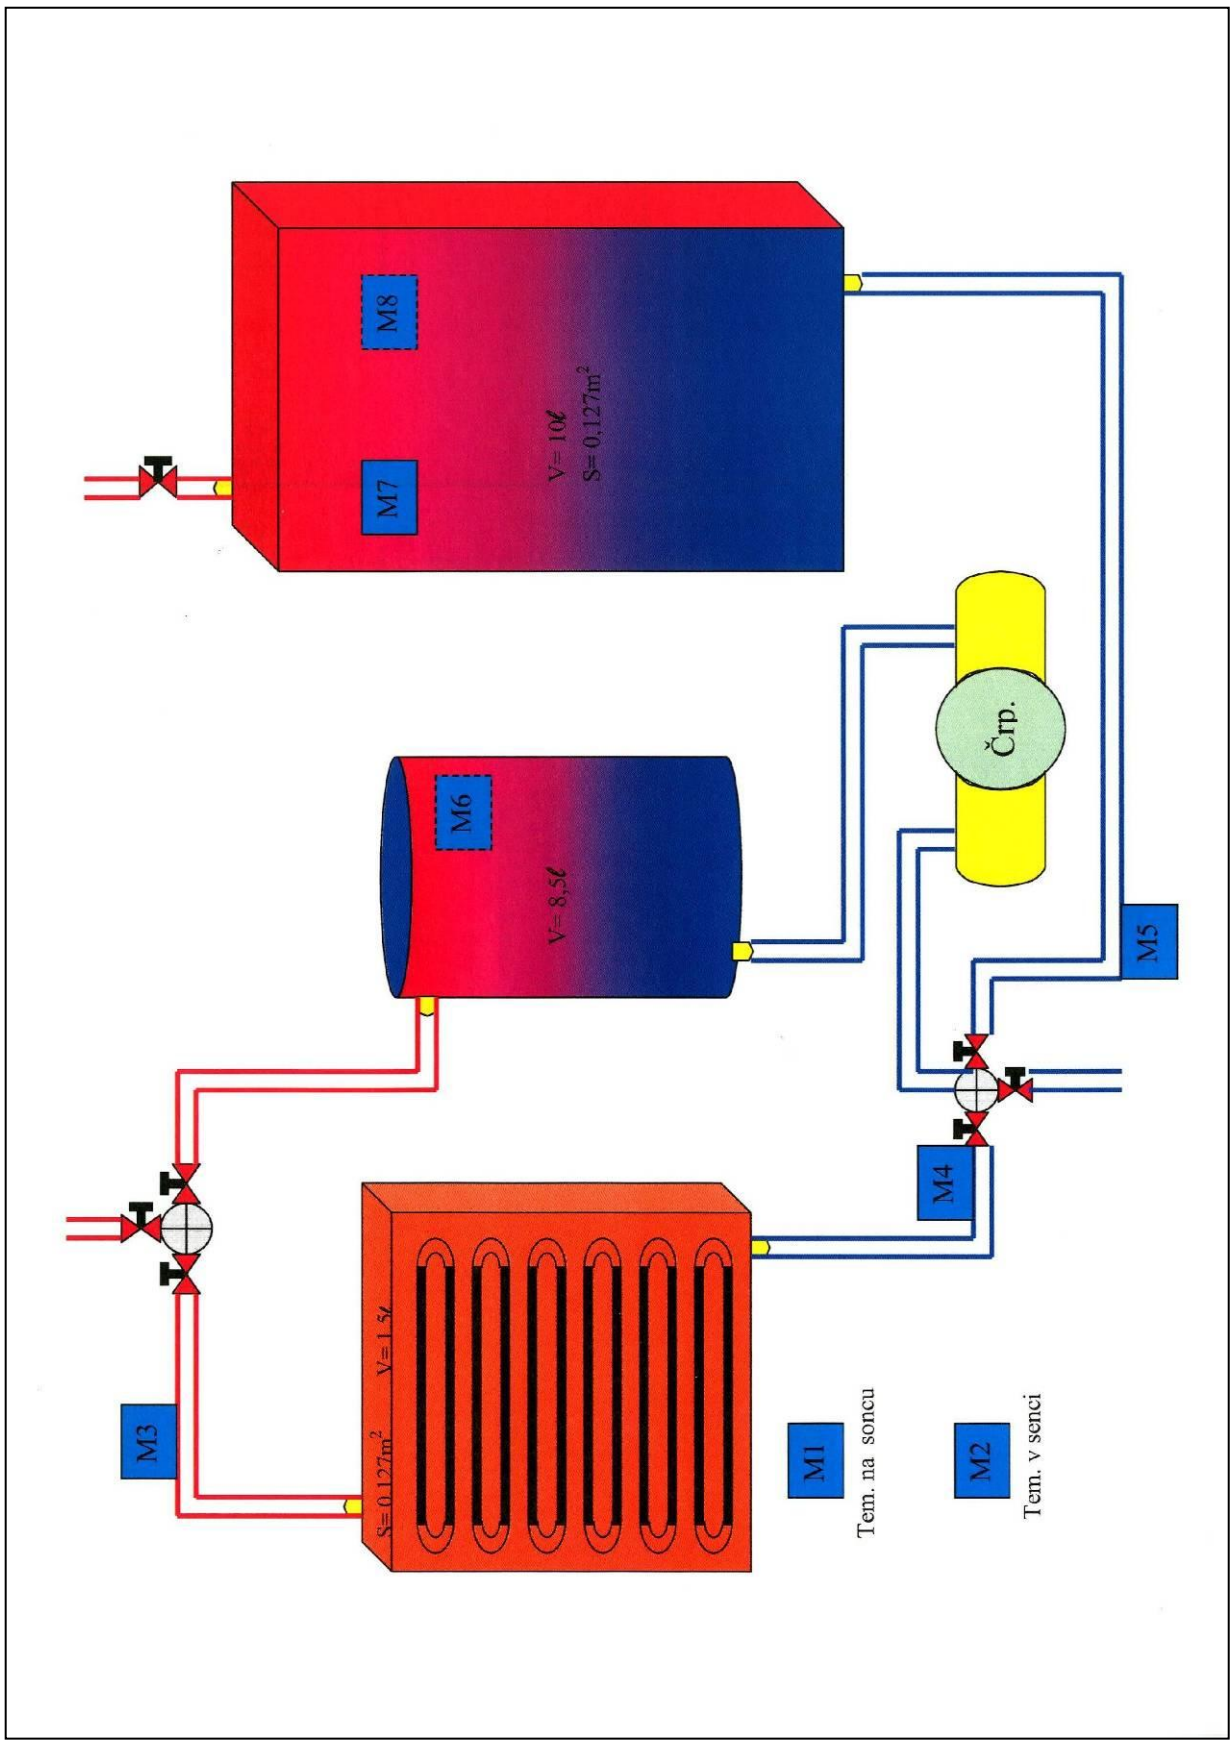 M3
S= 0,127m²
V= 1,5ℓ
M1
Tem. na soncu
M2
Tem. v senci
M4
M5
M6
V= 8,5ℓ
Črp.
M7
M8
V= 10ℓ
S= 0,127m²